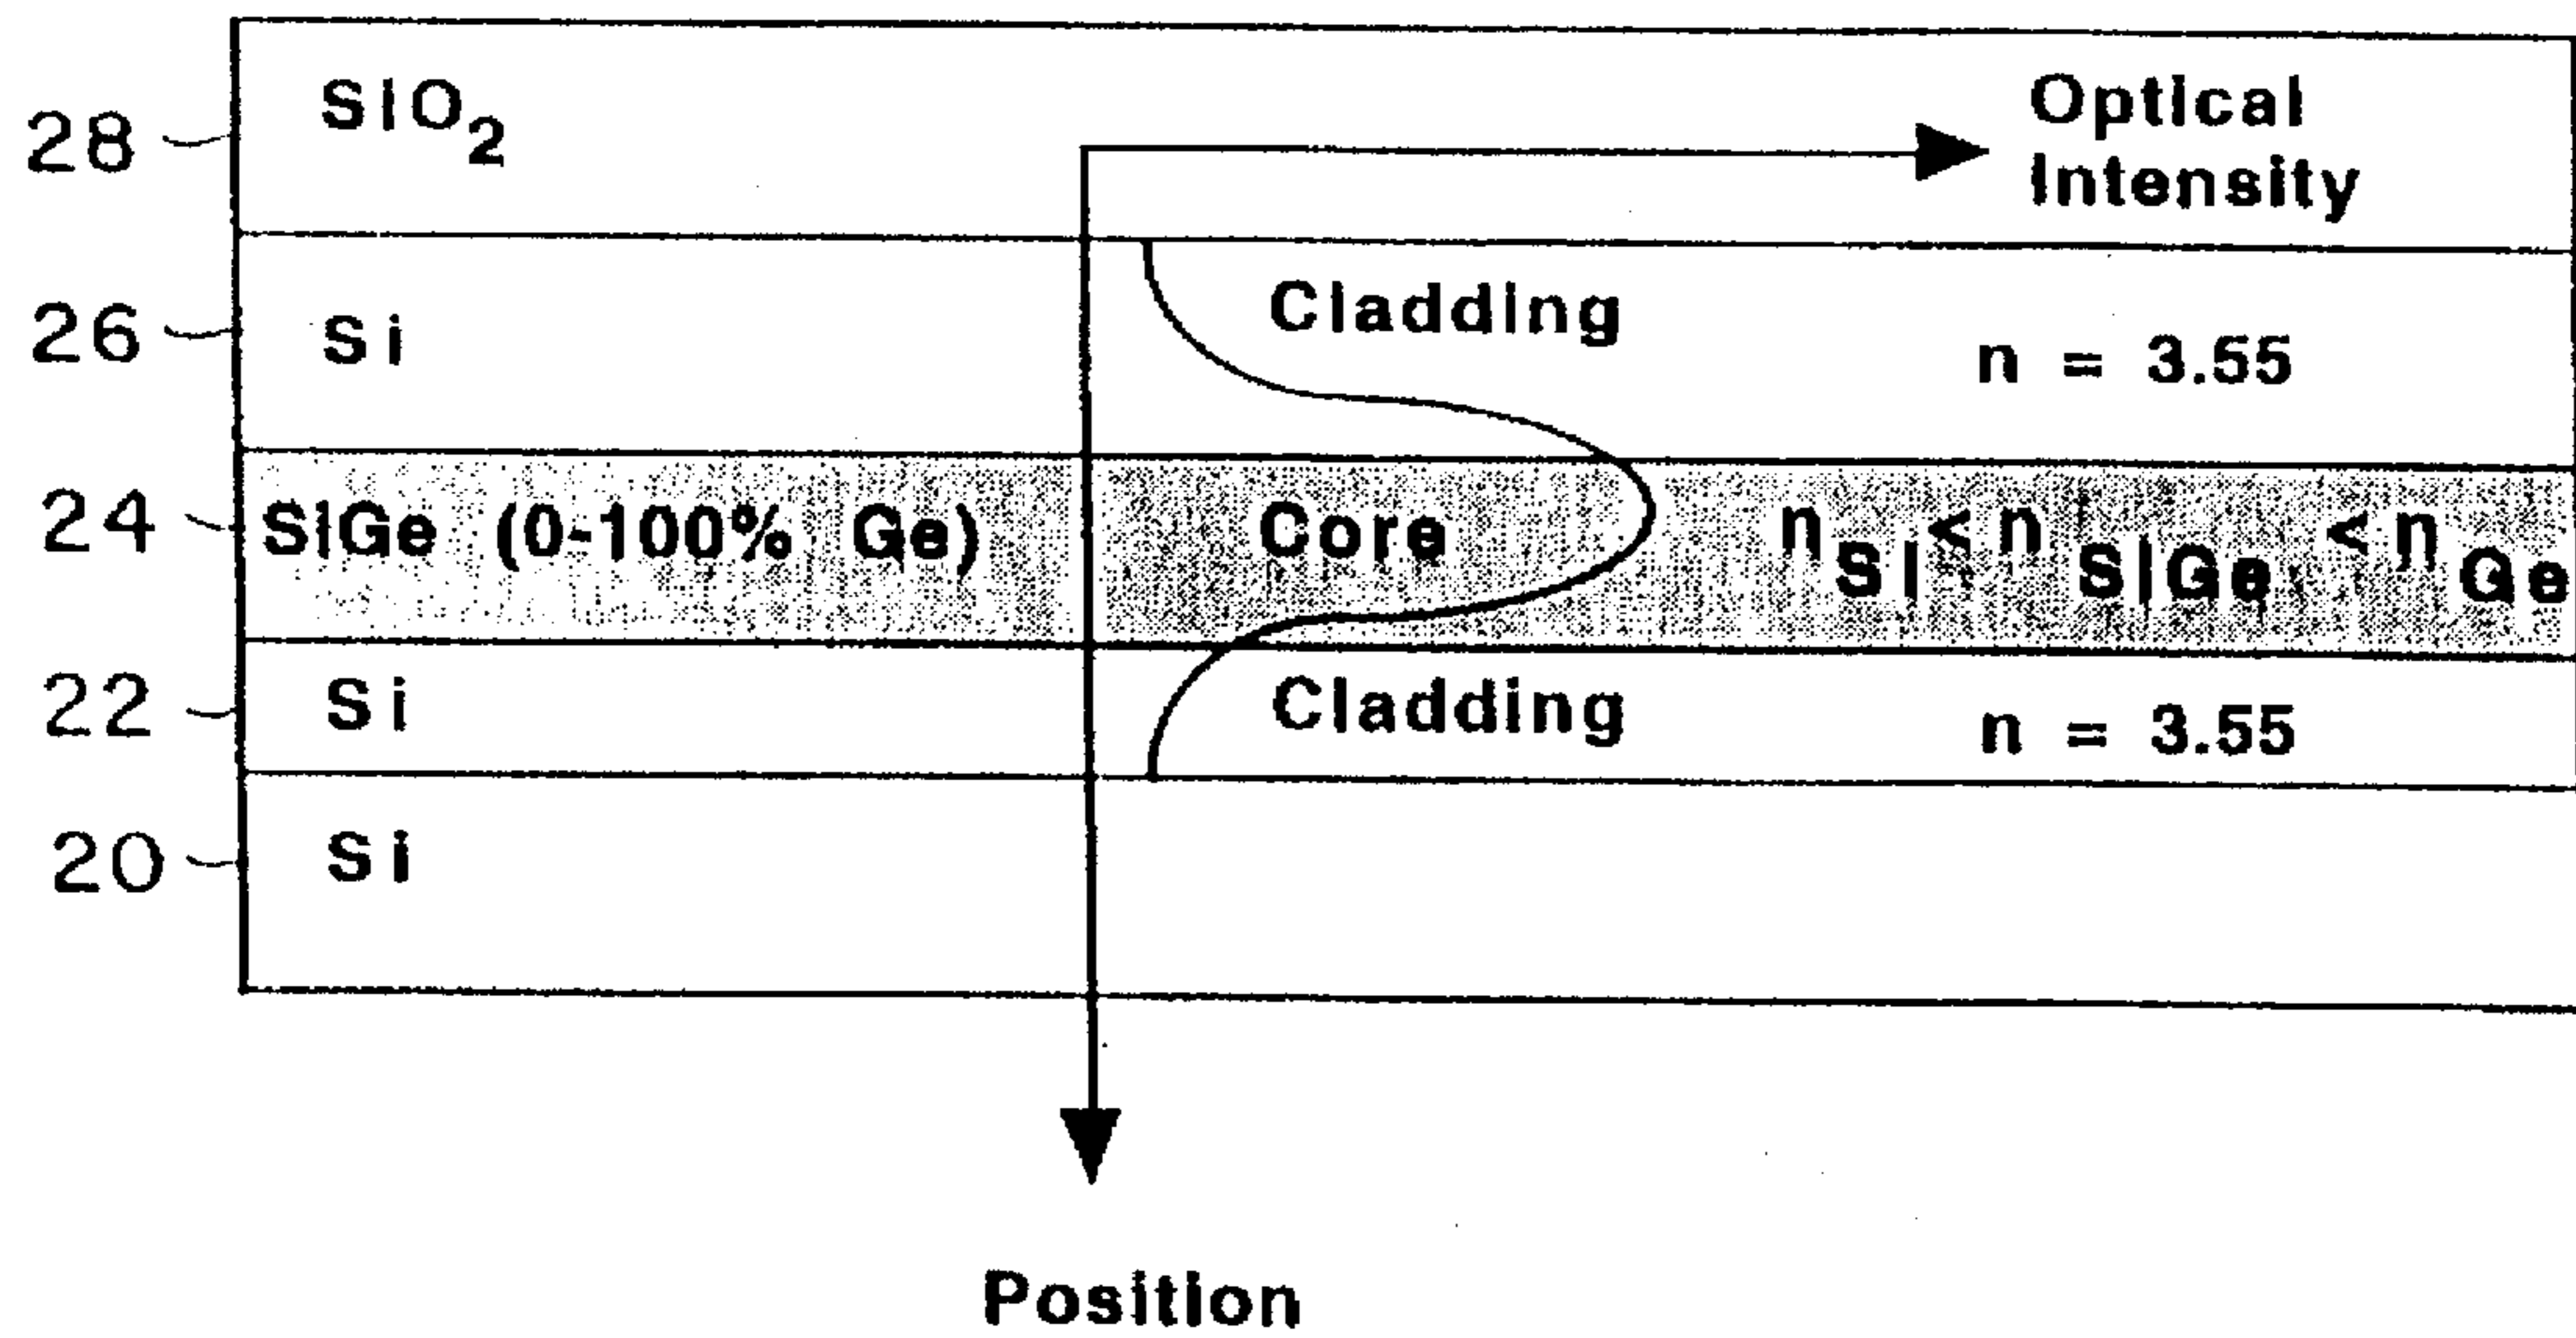 28
SiO2
Optical
Intensity
26
Si
Cladding
n = 3.55
24
SiGe (0-100% Ge)
Core
nSi < nSiGe < nGe
22
Si
Cladding
n = 3.55
20
Si
Position